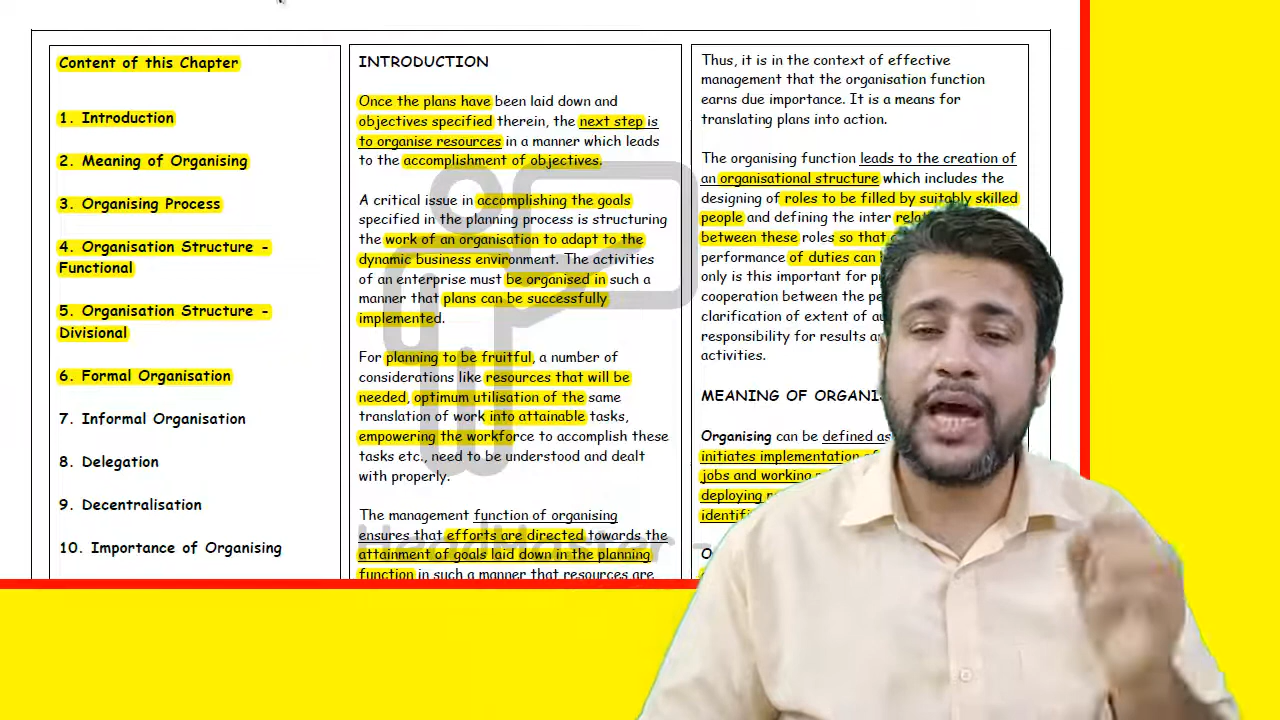 Content of this Chapter
1. Introduction
2. Meaning of Organising
3. Organising Process
4. Organisation Structure -
Functional
5. Organisation Structure -
Divisional
6. Formal Organisation
7. Informal Organisation
8. Delegation
9. Decentralisation
10. Importance of Organising
INTRODUCTION
Once the plans have been laid down and
objectives specified therein, the next step is
to organise resources in a manner which leads
to the accomplishment of objectives.
A critical issue in accomplishing the goals
specified in the planning process is structuring
the work of an organisation to adapt to the
dynamic business environment. The activities
of an enterprise must be organised in such a
manner that plans can be successfully
implemented.
For planning to be fruitful, a number of
considerations like resources that will be
needed, optimum utilisation of the same
translation of work into attainable tasks,
empowering the workforce to accomplish these
tasks etc., need to be understood and dealt
with properly.
The management function of organising
ensures that efforts are directed towards the
attainment of goals laid down in the planning
function in such a manner that resources are
Thus, it is in the context of effective
management that the organisation function
earns due importance. It is a means for
translating plans into action.
The organising function leads to the creation of
an organisational structure which includes the
designing of roles to be filled by suitably skilled
people and defining the inter
between these roles so that
performance of duties can
only is this important for
cooperation between the
clarification of extent of
responsibility for results
activities.
MEANING OF
Organising can be defined as
initiates implementation
jobs and working
deploying
HeadMaster -